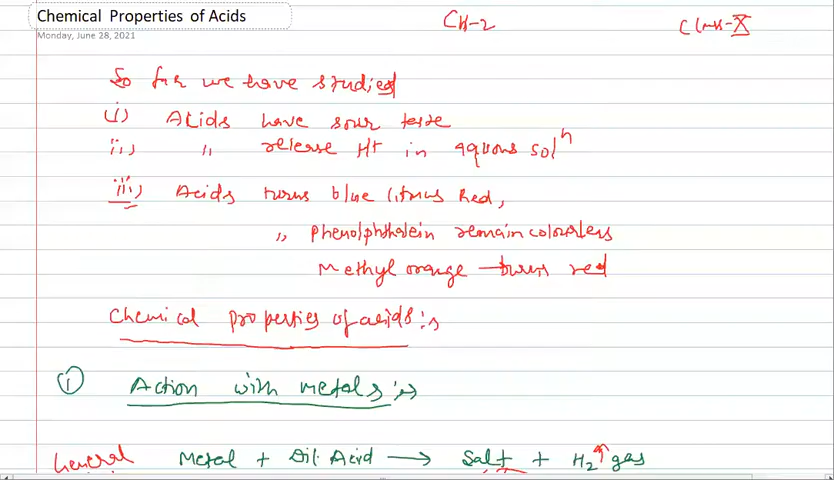 Chemical Properties of Acids
CH-2
Class-X
Monday, June 28, 2021
So far we have studied
(i) Acids have sour taste
ii) " release H+ in aquous solⁿ
iii) Acids turns blue litmus Red,
" Phenolphthalein remain colourless
Methyl orange → turns red
Chemical properties of acids :→
① Action with metals :→
General Metal + Dil. Acid → Salt + H₂↑ gas